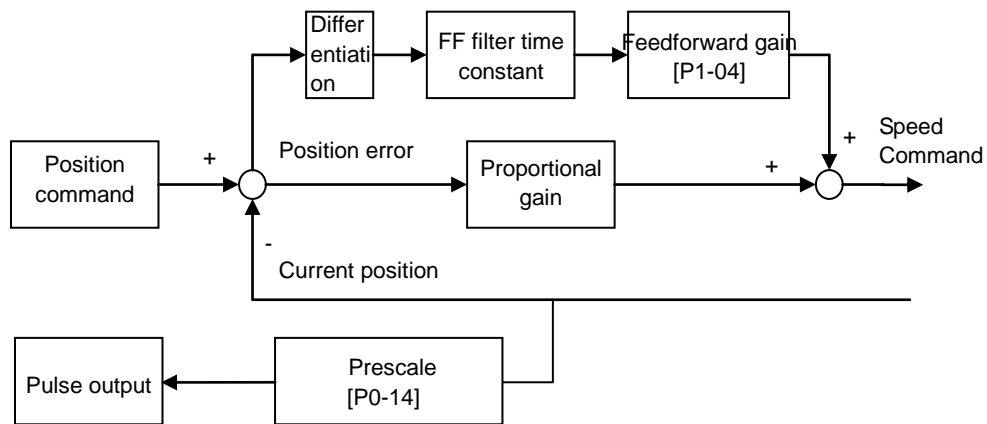 Differ
entiati
on
FF filter time
constant
Feedforward gain
[P1-04]
Position
command
+
Position error
Proportional
gain
+
+
Speed
Command
-
Current position
Pulse output
Prescale
[P0-14]